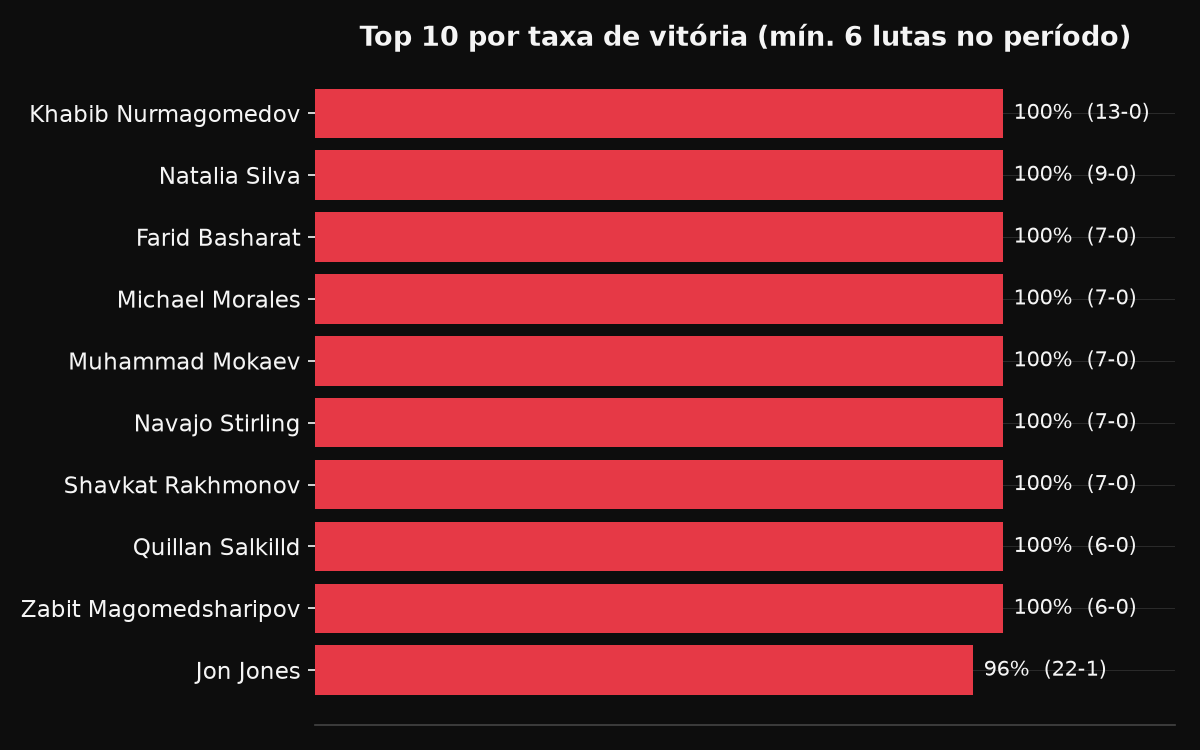 Top 10 por taxa de vitória (mín. 6 lutas no período)
Khabib Nurmagomedov 100% (13-0)
Natalia Silva 100% (9-0)
Farid Basharat 100% (7-0)
Michael Morales 100% (7-0)
Muhammad Mokaev 100% (7-0)
Navajo Stirling 100% (7-0)
Shavkat Rakhmonov 100% (7-0)
Quillan Salkilld 100% (6-0)
Zabit Magomedsharipov 100% (6-0)
Jon Jones 96% (22-1)